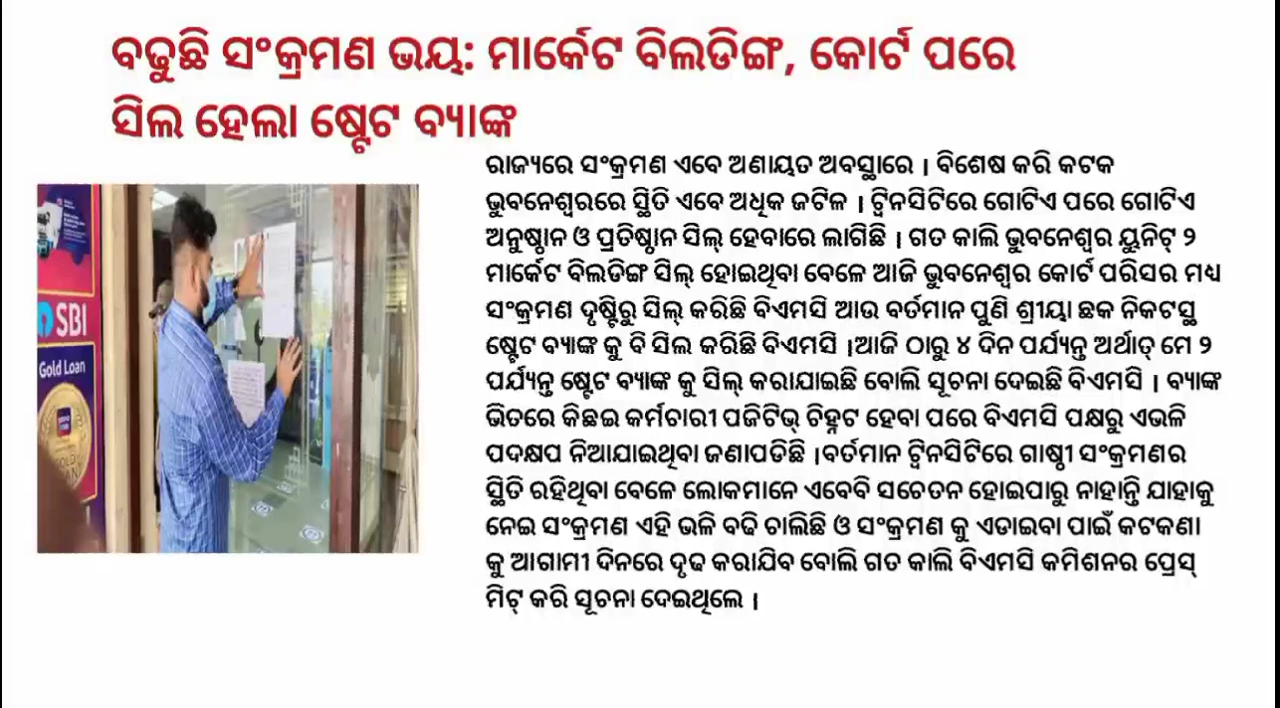 ବଢୁଛି ସଂକ୍ରମଣ ଭୟ: ମାର୍କେଟ ବିଲଡିଙ୍ଗ, କୋର୍ଟ ପରେ
ସିଲ ହେଲା ଷ୍ଟେଟ ବ୍ୟାଙ୍କ
ରାଜ୍ୟରେ ସଂକ୍ରମଣ ଏବେ ଅଣାୟତ ଅବସ୍ଥାରେ । ବିଶେଷ କରି କଟକ
ଭୁବନେଶ୍ୱରରେ ସ୍ଥିତି ଏବେ ଅଧିକ ଜଟିଳ । ଟ୍ୱିନସିଟିରେ ଗୋଟିଏ ପରେ ଗୋଟିଏ
ଅନୁଷ୍ଠାନ ଓ ପ୍ରତିଷ୍ଠାନ ସିଲ୍ ହେବାରେ ଲାଗିଛି । ଗତ କାଲି ଭୁବନେଶ୍ୱର ୟୁନିଟ୍ ୨
ମାର୍କେଟ ବିଲଡିଙ୍ଗ ସିଲ୍ ହୋଇଥିବା ବେଳେ ଆଜି ଭୁବନେଶ୍ୱର କୋର୍ଟ ପରିସର ମଧ୍ୟ
ସଂକ୍ରମଣ ଦୃଷ୍ଟିରୁ ସିଲ୍ କରିଛି ବିଏମସି ଆଉ ବର୍ତମାନ ପୁଣି ଶ୍ରୀୟା ଛକ ନିକଟସ୍ଥ
ଷ୍ଟେଟ ବ୍ୟାଙ୍କ କୁ ବି ସିଲ କରିଛି ବିଏମସି ।ଆଜି ଠାରୁ ୪ ଦିନ ପର୍ଯ୍ୟନ୍ତ ଅର୍ଥାତ୍ ମେ ୨
ପର୍ଯ୍ୟନ୍ତ ଷ୍ଟେଟ ବ୍ୟାଙ୍କ କୁ ସିଲ୍ କରାଯାଇଛି ବୋଲି ସୂଚନା ଦେଇଛି ବିଏମସି । ବ୍ୟାଙ୍କ
ଭିତରେ କିଛଇ କର୍ମଚାରୀ ପଜିଟିଭ୍ ଚିହ୍ନଟ ହେବା ପରେ ବିଏମସି ପକ୍ଷରୁ ଏଭଳି
ପଦକ୍ଷପ ନିଆଯାଇଥିବା ଜଣାପଡିଛି ।ବର୍ତମାନ ଟ୍ୱିନସିଟିରେ ଗାଷ୍ଠୀ ସଂକ୍ରମଣର
ସ୍ଥିତି ରହିଥିବା ବେଳେ ଲୋକମାନେ ଏବେବି ସଚେତନ ହୋଇପାରୁ ନାହାନ୍ତି ଯାହାକୁ
ନେଇ ସଂକ୍ରମଣ ଏହି ଭଳି ବଢି ଚାଲିଛି ଓ ସଂକ୍ରମଣ କୁ ଏଡାଇବା ପାଇଁ କଟକଣା
କୁ ଆଗାମୀ ଦିନରେ ଦୃଢ କରାଯିବ ବୋଲି ଗତ କାଲି ବିଏମସି କମିଶନର ପ୍ରେସ୍
ମିଟ୍ କରି ସୂଚନା ଦେଇଥିଲେ ।
SBI
Gold Loan